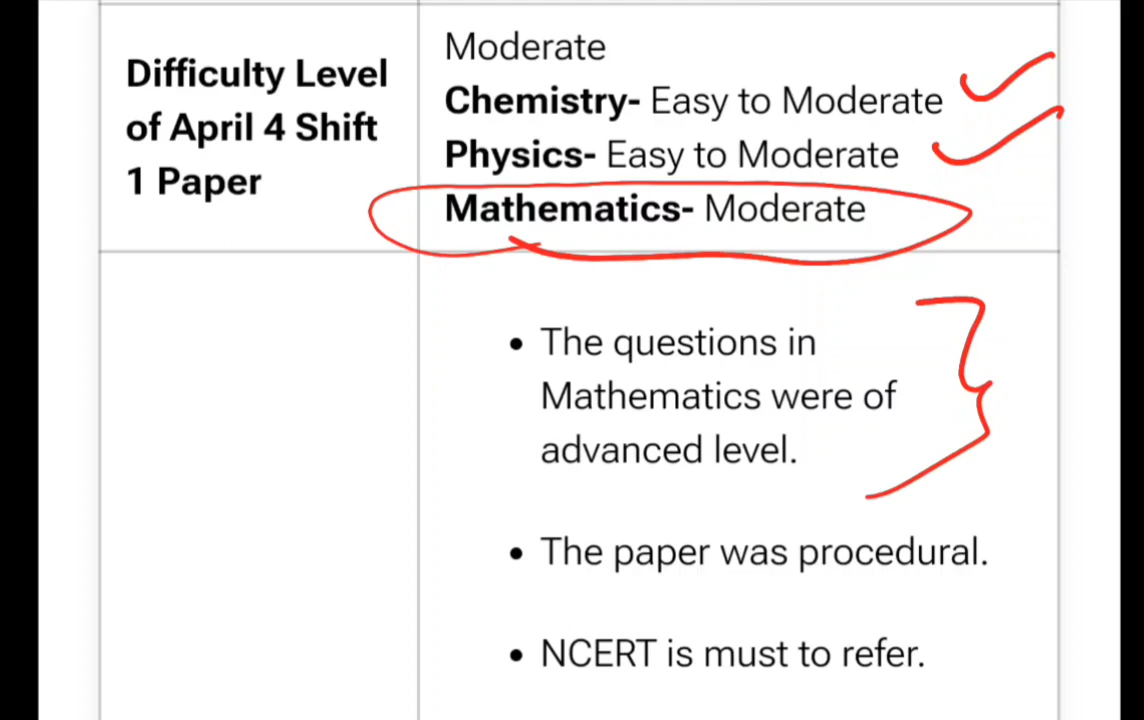 Difficulty Level
of April 4 Shift
1 Paper
Moderate
Chemistry- Easy to Moderate
Physics- Easy to Moderate
Mathematics- Moderate
• The questions in
Mathematics were of
advanced level.
• The paper was procedural.
• NCERT is must to refer.